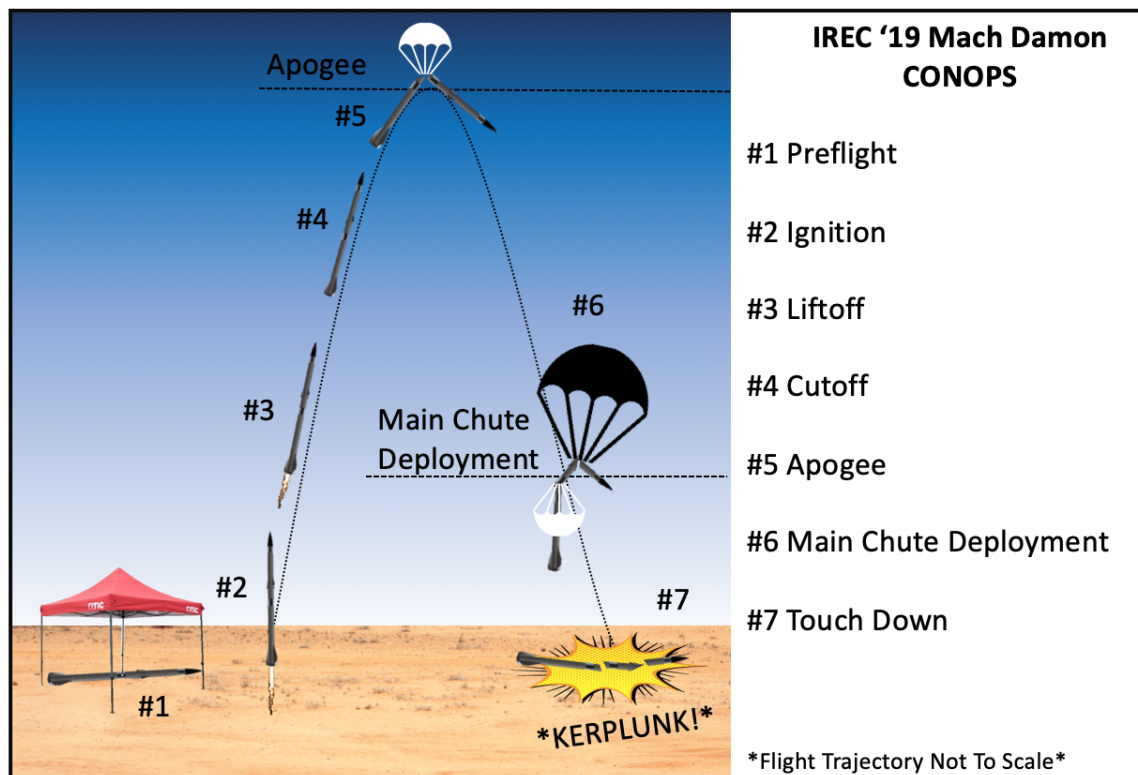 Apogee
#5
#4
#6
#3
Main Chute
Deployment
#2
#7
RTIC
RTIC
#1
*KERPLUNK!*
IREC ‘19 Mach Damon
CONOPS
#1 Preflight
#2 Ignition
#3 Liftoff
#4 Cutoff
#5 Apogee
#6 Main Chute Deployment
#7 Touch Down
*Flight Trajectory Not To Scale*